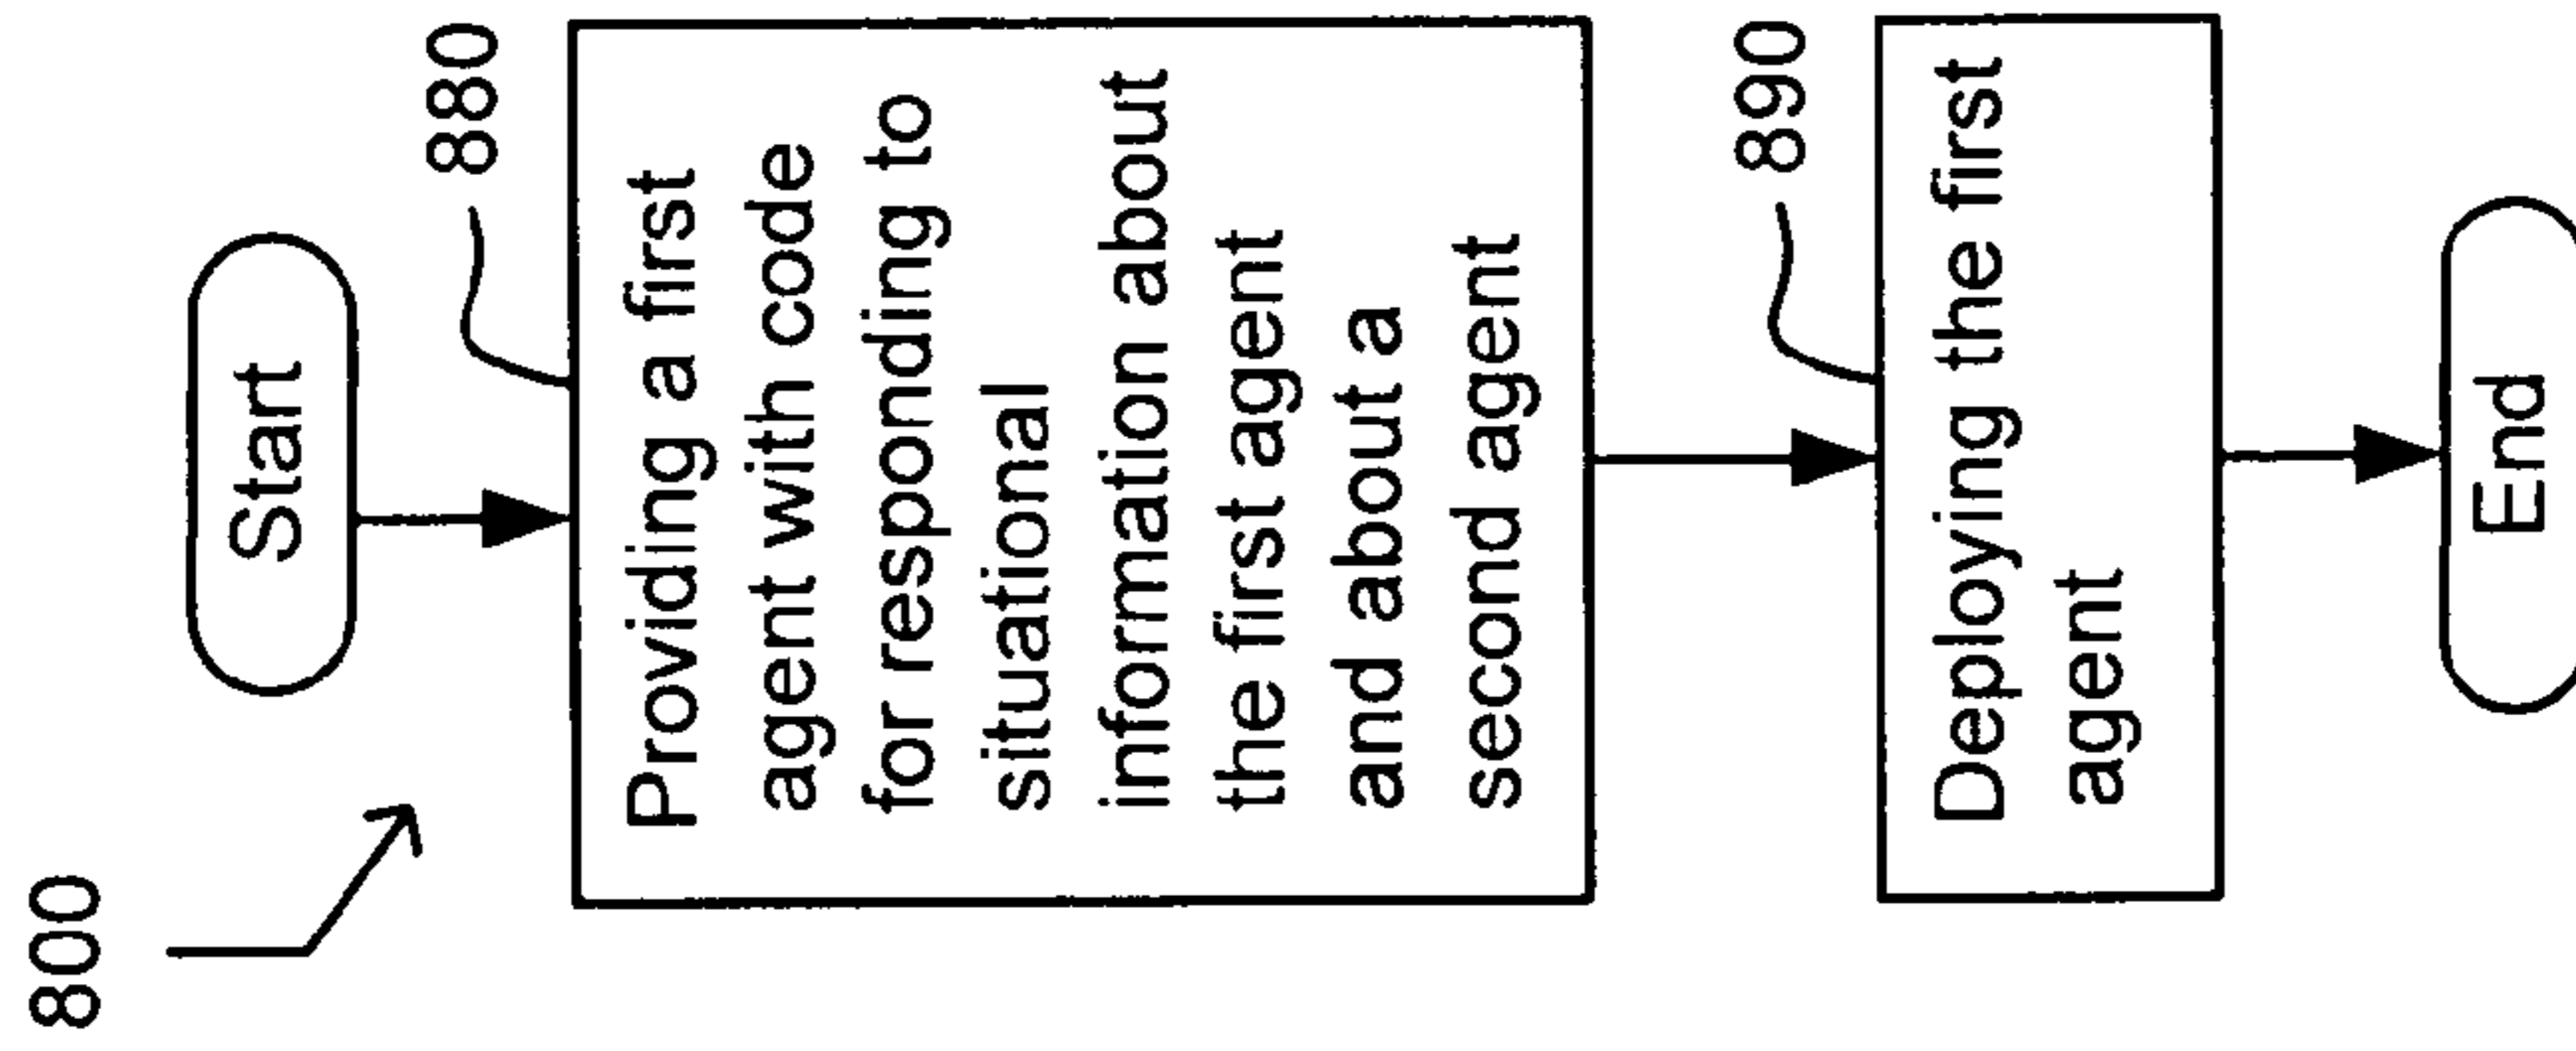 800
Start
880
Providing a first
agent with code
for responding to
situational
information about
the first agent
and about a
second agent
890
Deploying the first
agent
End